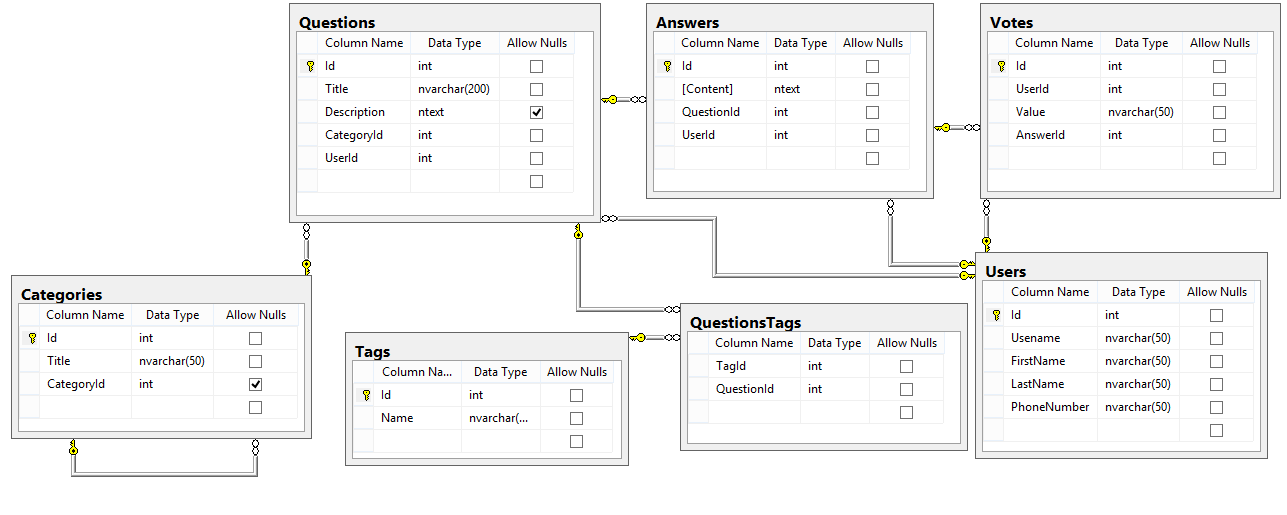 Questions
Column Name Data Type Allow Nulls
Id int
Title nvarchar(200)
Description ntext
CategoryId int
UserId int
Answers
Column Name Data Type Allow Nulls
Id int
[Content] ntext
QuestionId int
UserId int
Votes
Column Name Data Type Allow Nulls
Id int
UserId int
Value nvarchar(50)
AnswerId int
Categories
Column Name Data Type Allow Nulls
Id int
Title nvarchar(50)
CategoryId int
Tags
Column Na... Data Type Allow Nulls
Id int
Name nvarchar(...
QuestionsTags
Column Name Data Type Allow Nulls
TagId int
QuestionId int
Users
Column Name Data Type Allow Nulls
Id int
Usename nvarchar(50)
FirstName nvarchar(50)
LastName nvarchar(50)
PhoneNumber nvarchar(50)